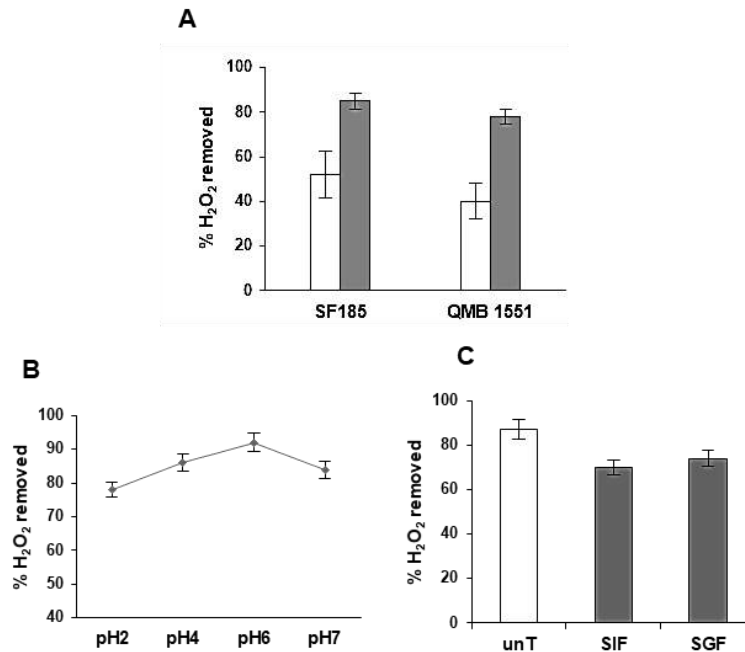 A
% H₂O₂ removed
100
80
60
40
20
0
SF185 QMB 1551
B
% H₂O₂ removed
100
90
80
70
60
50
40
pH2 pH4 pH6 pH7
C
% H₂O₂ removed
100
80
60
40
20
0
unT SIF SGF